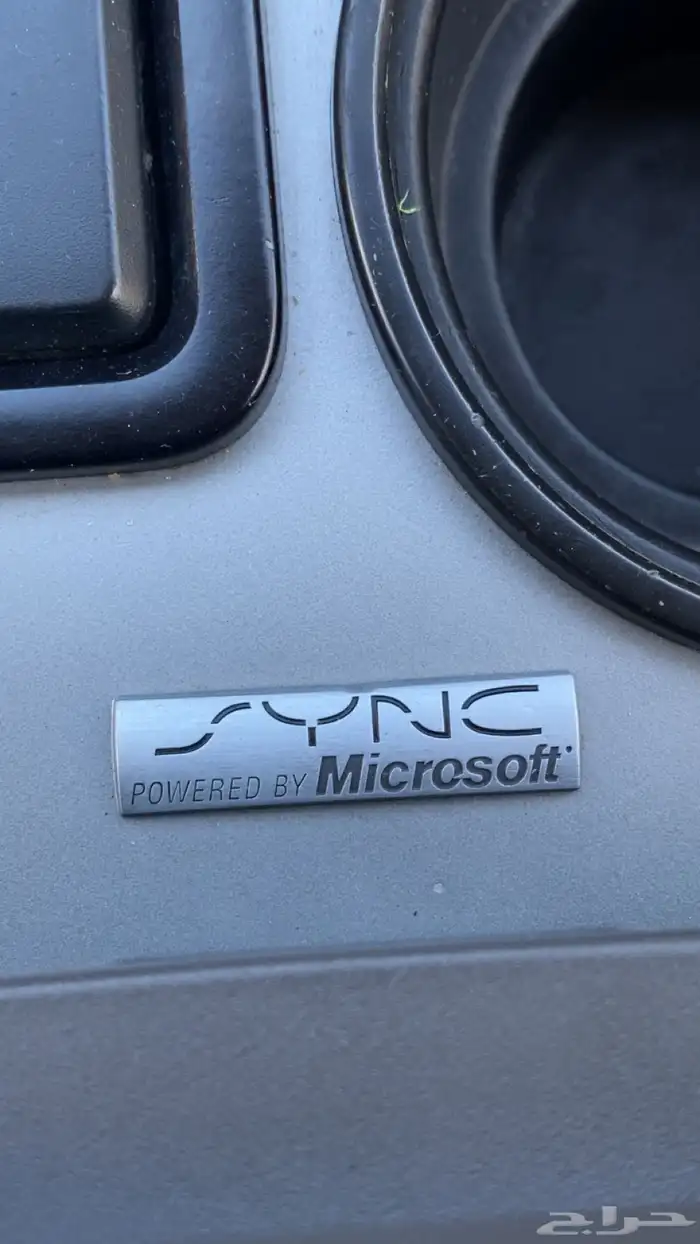 SYNC
POWERED BY Microsoft
حراج